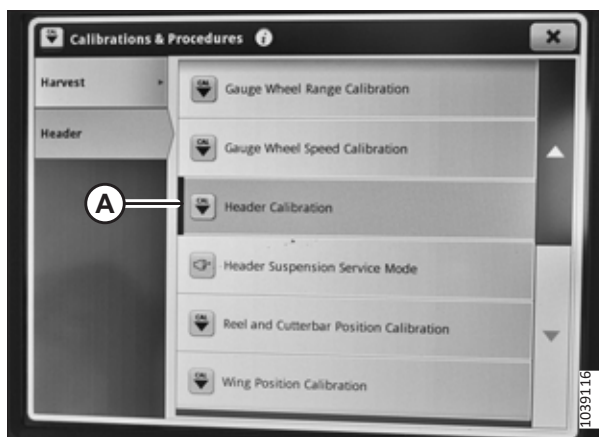 Calibrations & Procedures
Harvest
Header
Gauge Wheel Range Calibration
Gauge Wheel Speed Calibration
A
Header Calibration
Header Suspension Service Mode
Reel and Cutterbar Position Calibration
Wing Position Calibration
1039116